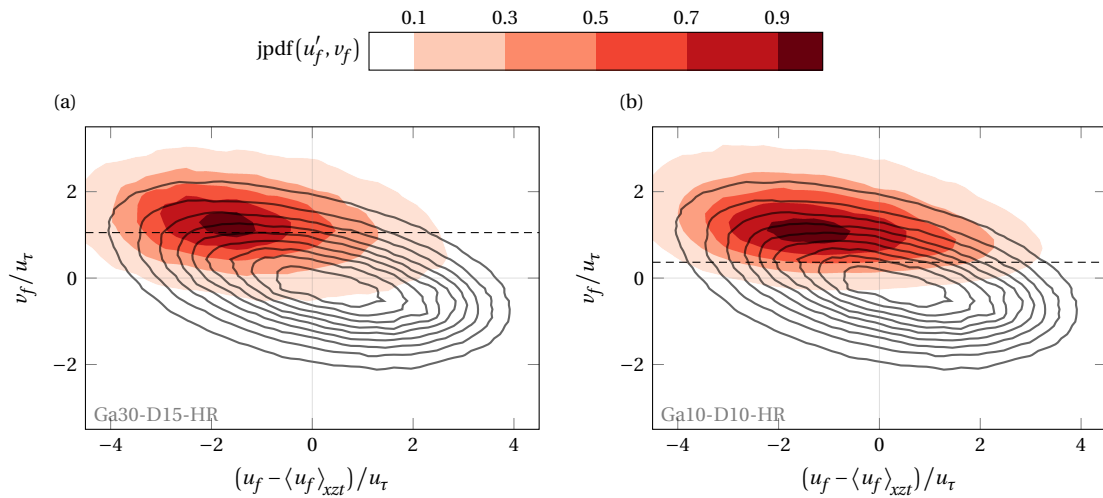 0.1 0.3 0.5 0.7 0.9
jpdf(u′_f, v_f)
(a) (b)
v_f/u_τ
2
0
−2
Ga30-D15-HR
−4 −2 0 2 4
(u_f − ⟨u_f⟩_xzt)/u_τ
v_f/u_τ
2
0
−2
Ga10-D10-HR
−4 −2 0 2 4
(u_f − ⟨u_f⟩_xzt)/u_τ